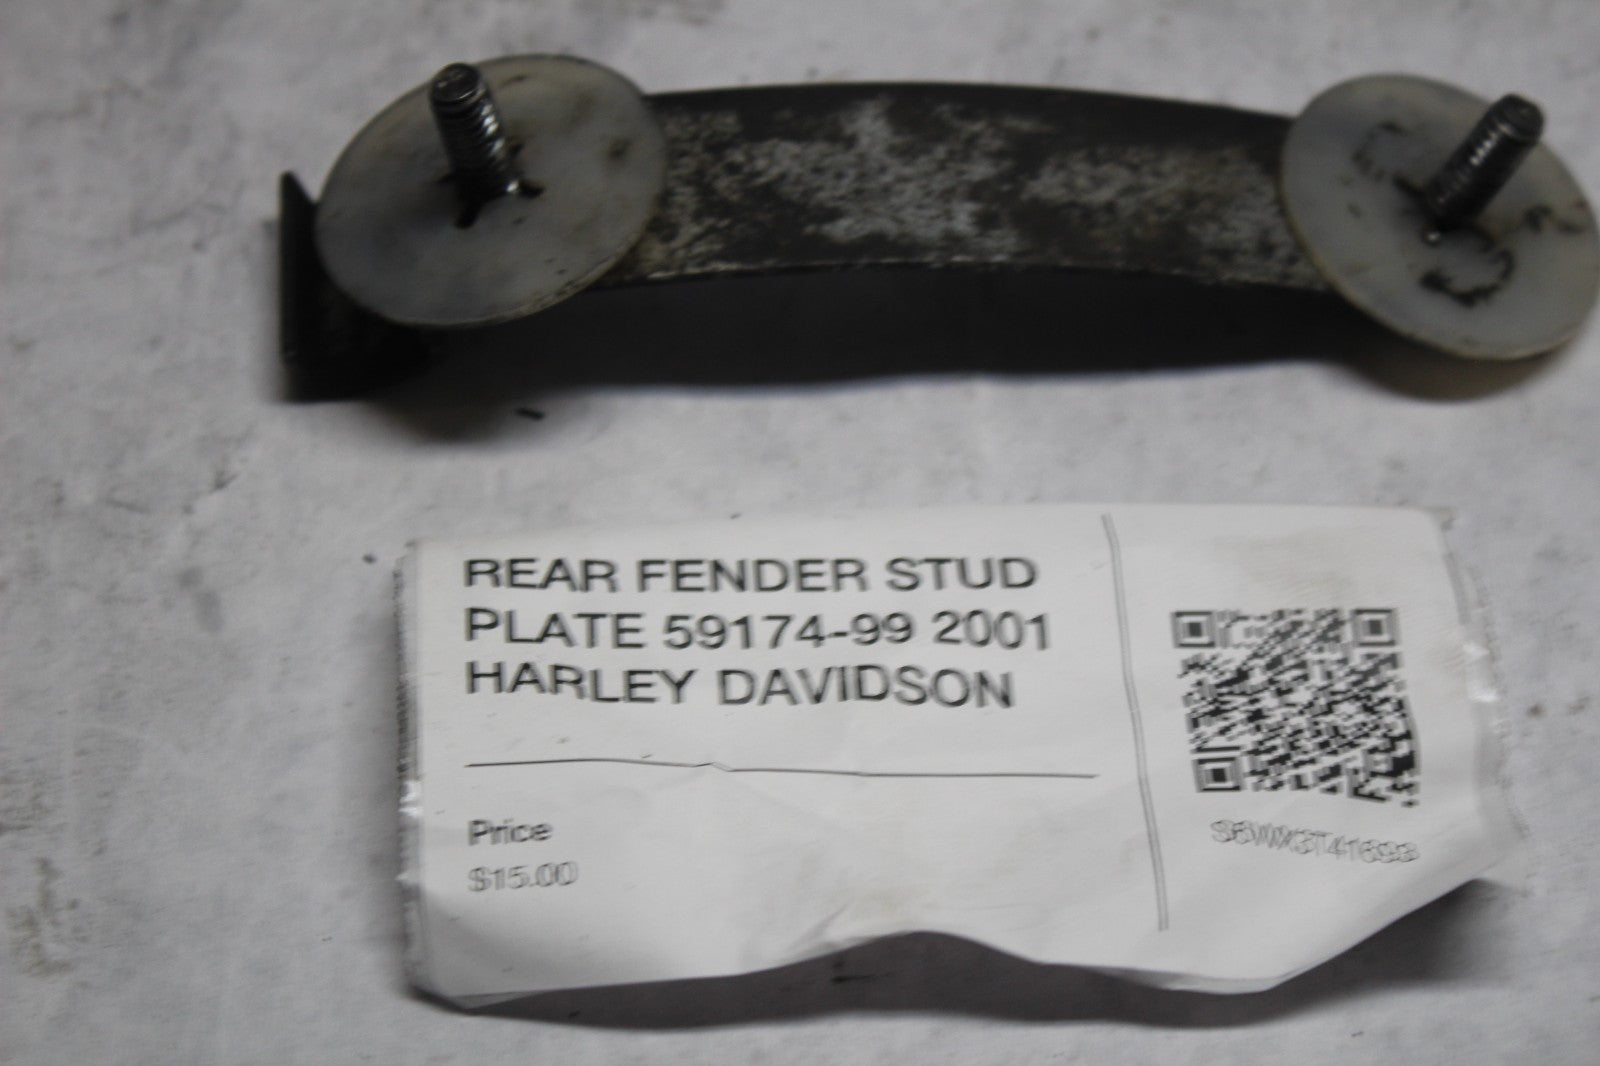 REAR FENDER STUD
PLATE 59174-99 2001
HARLEY DAVIDSON
Price
$15.00